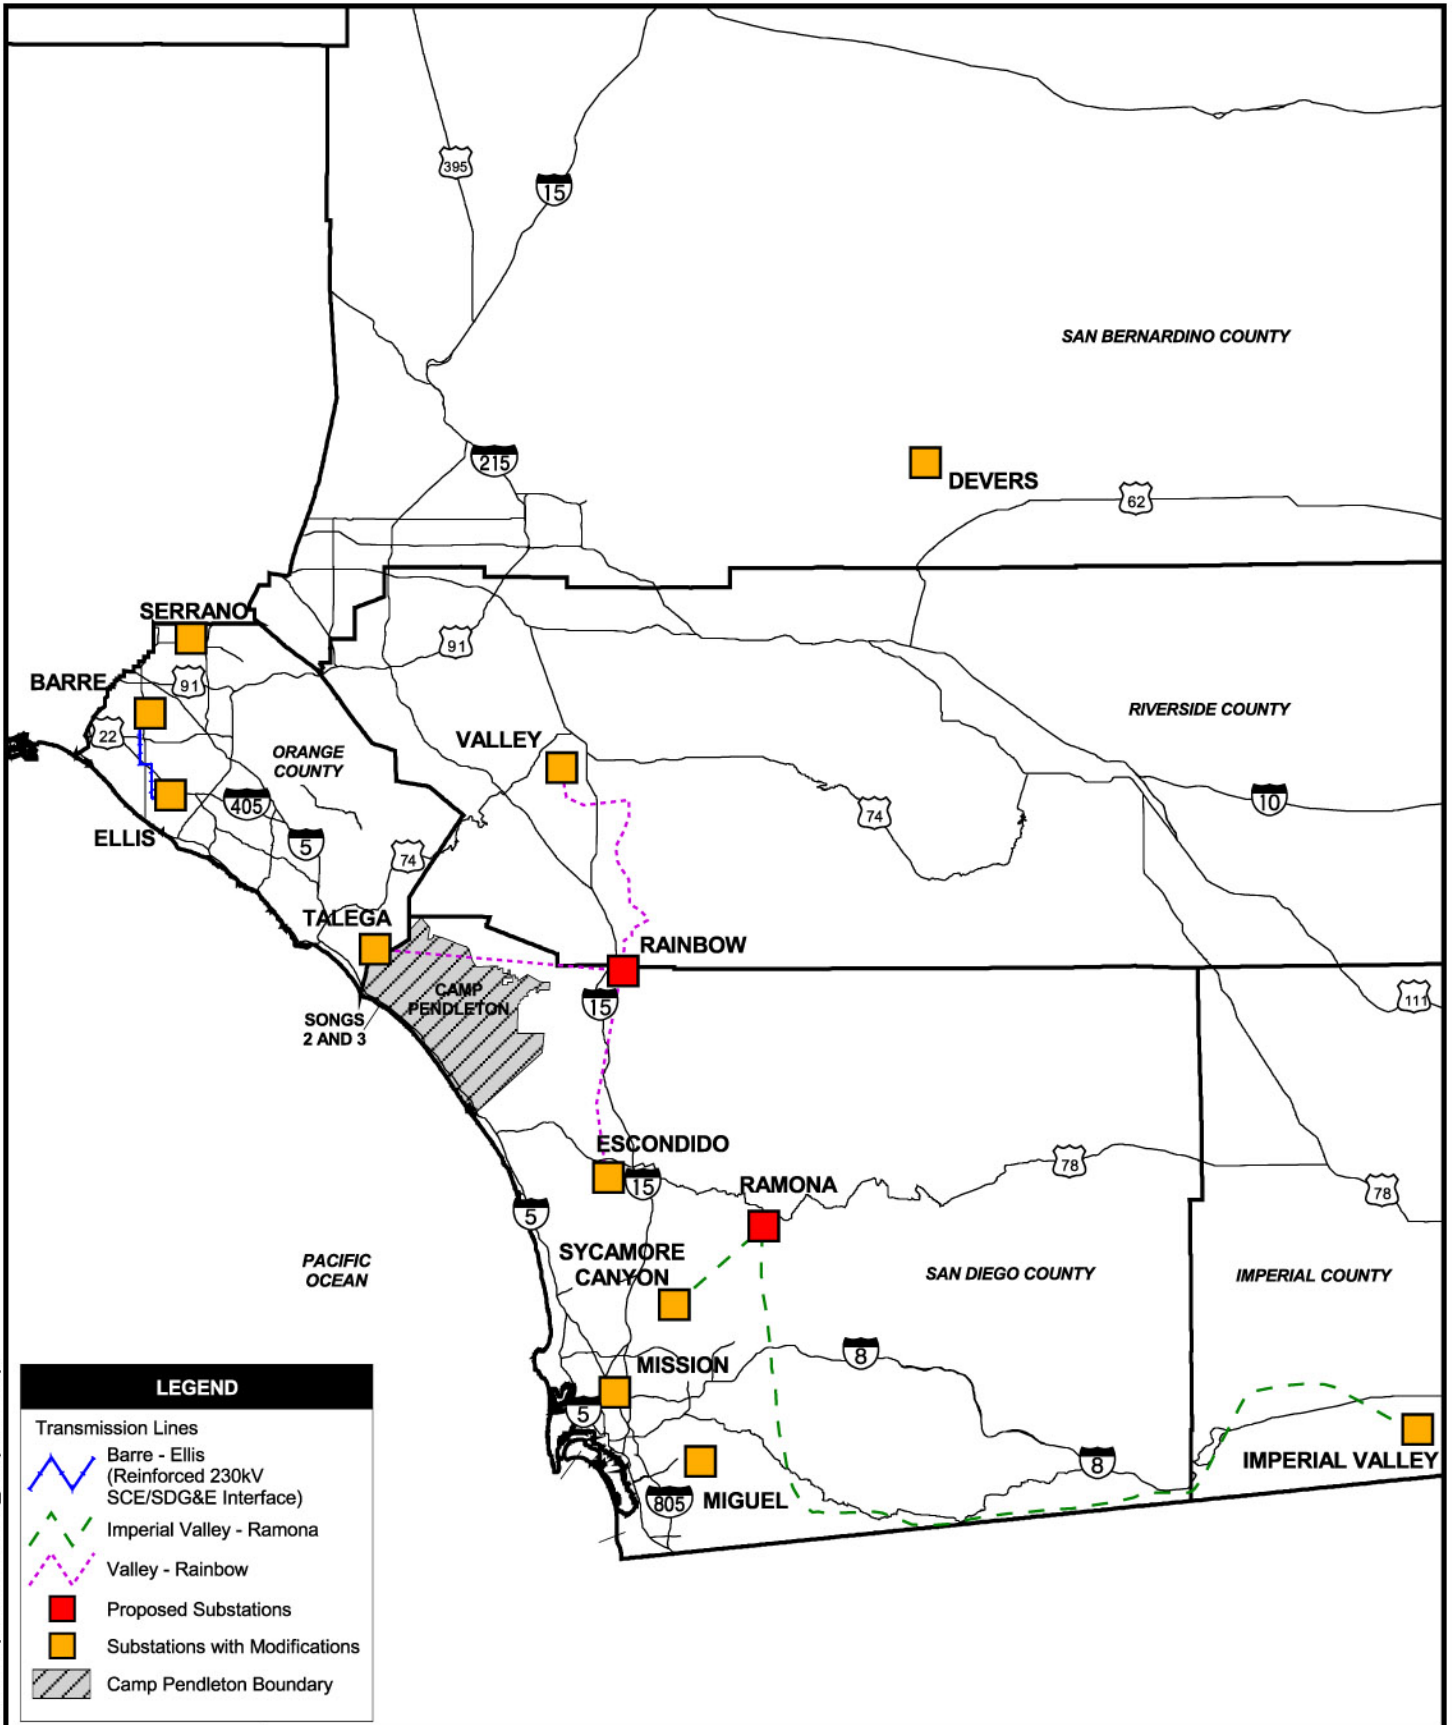 395
15
SAN BERNARDINO COUNTY
215
DEVERS
62
SERRANO
91
BARRE
91
RIVERSIDE COUNTY
22
VALLEY
ORANGE
COUNTY
405
10
74
ELLIS
5
74
TALEGA
RAINBOW
CAMP
PENDLETON
15
111
SONGS
2 AND 3
ESCONDIDO
78
15
RAMONA
78
5
SYCAMORE
CANYON
PACIFIC
OCEAN
SAN DIEGO COUNTY
IMPERIAL COUNTY
8
MISSION
5
8
IMPERIAL VALLEY
805
MIGUEL
LEGEND
Transmission Lines
Barre - Ellis
(Reinforced 230kV
SCE/SDG&E Interface)
Imperial Valley - Ramona
Valley - Rainbow
Proposed Substations
Substations with Modifications
Camp Pendleton Boundary